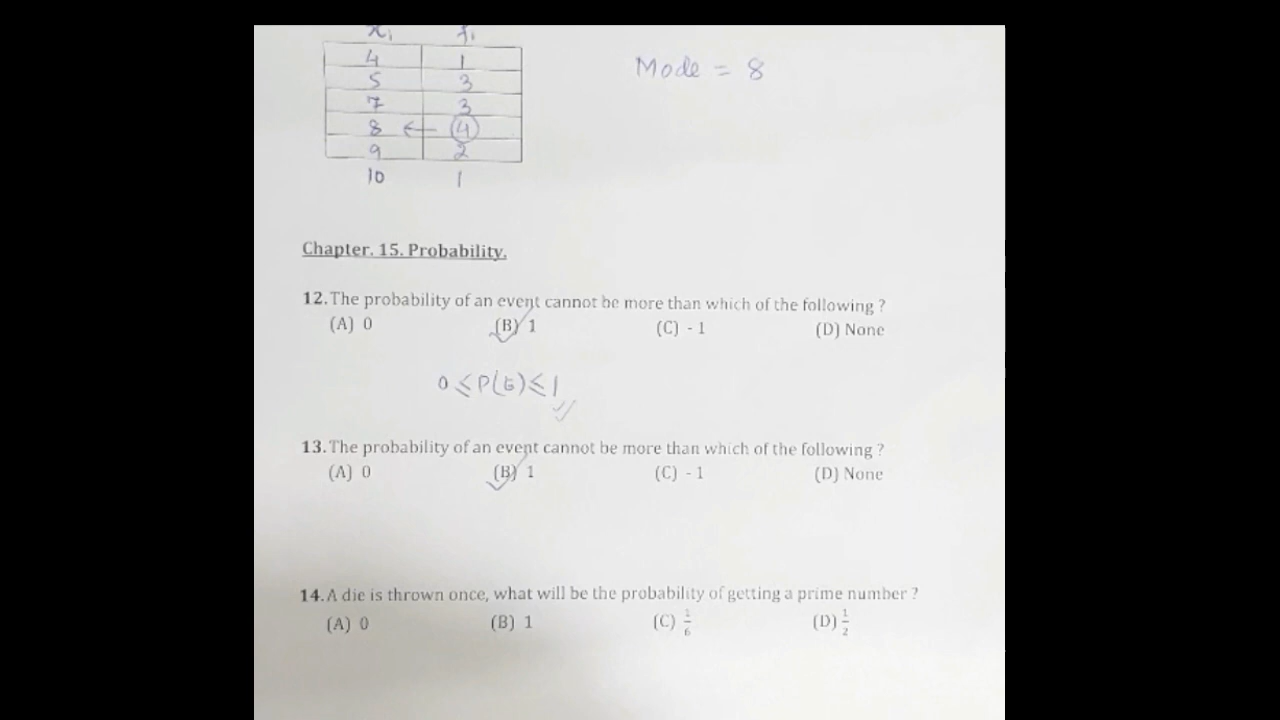 xi fi
4 1
5 3
Mode = 8
7 3
8 ← 4
9 2
10 1
Chapter. 15. Probability.
12. The probability of an event cannot be more than which of the following ?
(A) 0 (B) 1 (C) - 1 (D) None
0 ≤ P(E) ≤ 1
13. The probability of an event cannot be more than which of the following ?
(A) 0 (B) 1 (C) - 1 (D) None
14. A die is thrown once, what will be the probability of getting a prime number ?
(A) 0 (B) 1 (C) 1/6 (D) 1/2